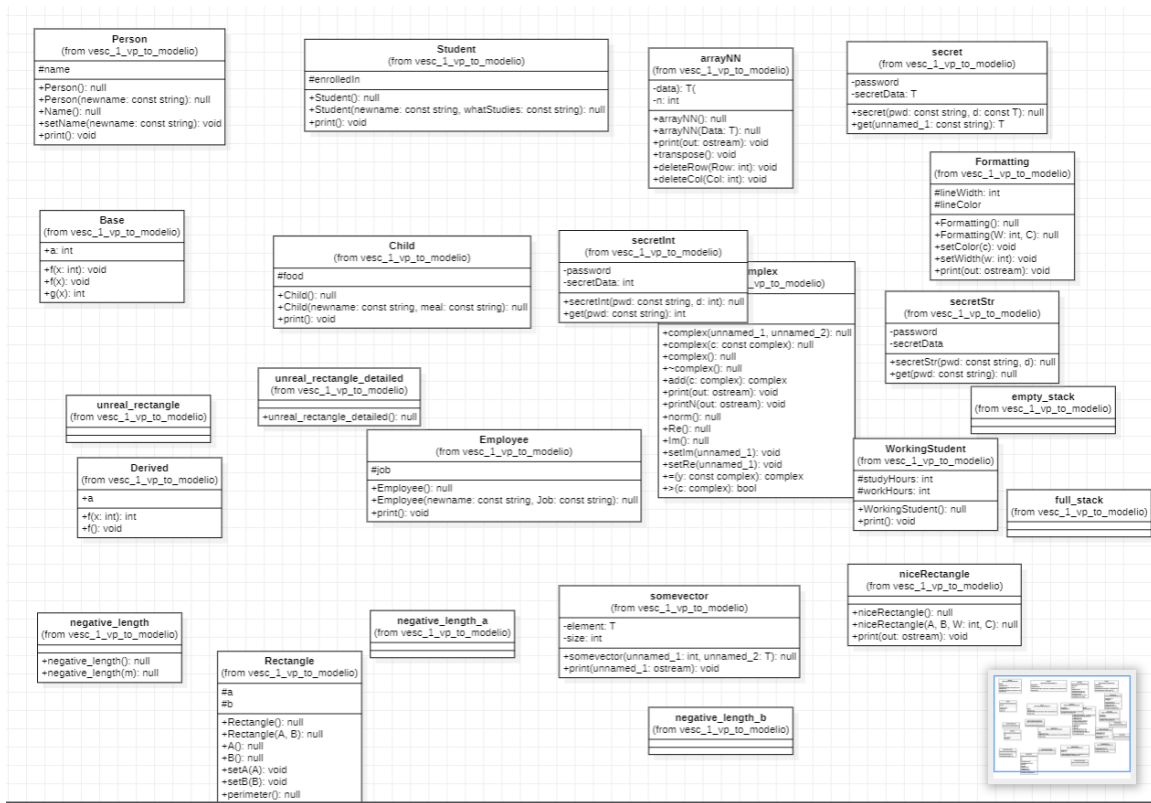 Person
(from vesc_1_vp_to_modelio)
#name
+Person(): null
+Person(newname: const string): null
+Name(): null
+setName(newname: const string): void
+print(): void
Student
(from vesc_1_vp_to_modelio)
#enrolledIn
+Student(): null
+Student(newname: const string, whatStudies: const string): null
+print(): void
arrayNN
(from vesc_1_vp_to_modelio)
-data): T(
-n: int
+arrayNN(): null
+arrayNN(Data: T): null
+print(out: ostream): void
+transpose(): void
+deleteRow(Row: int): void
+deleteCol(Col: int): void
secret
(from vesc_1_vp_to_modelio)
-password
-secretData: T
+secret(pwd: const string, d: const T): null
+get(unnamed_1: const string): T
Formatting
(from vesc_1_vp_to_modelio)
#lineWidth: int
#lineColor
+Formatting(): null
+Formatting(W: int, C): null
+setColor(c): void
+setWidth(w: int): void
+print(out: ostream): void
Base
(from vesc_1_vp_to_modelio)
+a: int
+f(x: int): void
+f(x): void
+g(x): int
Child
(from vesc_1_vp_to_modelio)
#food
+Child(): null
+Child(newname: const string, meal: const string): null
+print(): void
secretInt
(from vesc_1_vp_to_modelio)
-password
-secretData: int
+secretInt(pwd: const string, d: int): null
+get(pwd: const string): int
mplex
_vp_to_modelio)
+complex(unnamed_1, unnamed_2): null
+complex(c: const complex): null
+complex(): null
+~complex(): null
+add(c: complex): complex
+print(out: ostream): void
+printN(out: ostream): void
+norm(): null
+Re(): null
+Im(): null
+setIm(unnamed_1): void
+setRe(unnamed_1): void
+=(y: const complex): complex
+>(c: complex): bool
secretStr
(from vesc_1_vp_to_modelio)
-password
-secretData
+secretStr(pwd: const string, d): null
+get(pwd: const string): null
unreal_rectangle_detailed
(from vesc_1_vp_to_modelio)
+unreal_rectangle_detailed(): null
unreal_rectangle
(from vesc_1_vp_to_modelio)
empty_stack
(from vesc_1_vp_to_modelio)
Employee
(from vesc_1_vp_to_modelio)
#job
+Employee(): null
+Employee(newname: const string, Job: const string): null
+print(): void
WorkingStudent
(from vesc_1_vp_to_modelio)
#studyHours: int
#workHours: int
+WorkingStudent(): null
+print(): void
Derived
(from vesc_1_vp_to_modelio)
+a
+f(x: int): int
+f(): void
full_stack
(from vesc_1_vp_to_modelio)
niceRectangle
(from vesc_1_vp_to_modelio)
+niceRectangle(): null
+niceRectangle(A, B, W: int, C): null
+print(out: ostream): void
somevector
(from vesc_1_vp_to_modelio)
-element: T
-size: int
+somevector(unnamed_1: int, unnamed_2: T): null
+print(unnamed_1: ostream): void
negative_length
(from vesc_1_vp_to_modelio)
+negative_length(): null
+negative_length(m): null
negative_length_a
(from vesc_1_vp_to_modelio)
Rectangle
(from vesc_1_vp_to_modelio)
#a
#b
+Rectangle(): null
+Rectangle(A, B): null
+A(): null
+B(): null
+setA(A): void
+setB(B): void
+perimeter(): null
negative_length_b
(from vesc_1_vp_to_modelio)